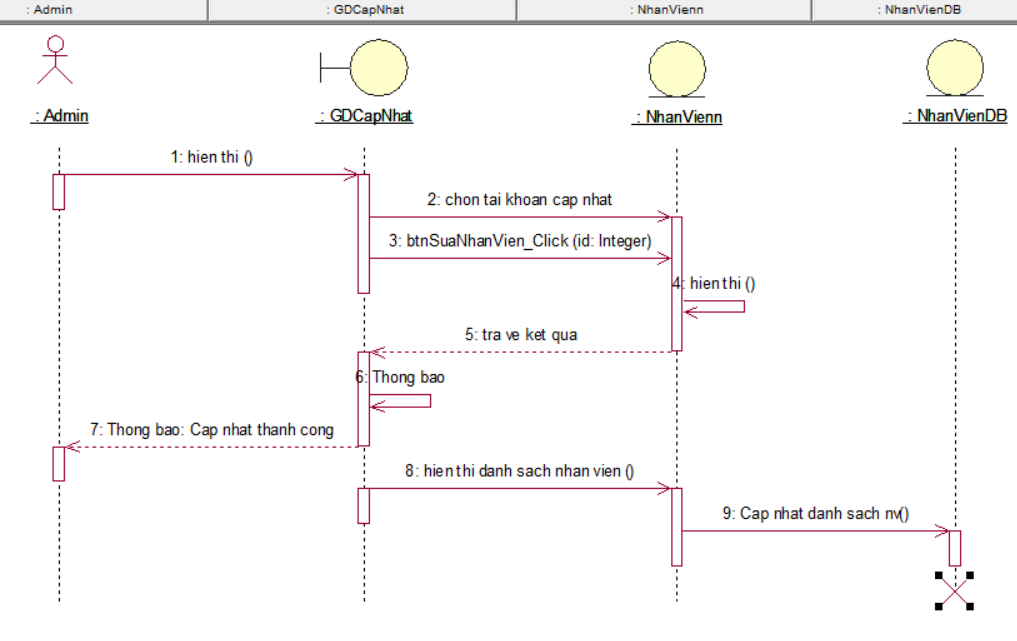 : Admin
: GDCapNhat
: NhanVienn
: NhanVienDB
: Admin
: GDCapNhat
: NhanVienn
: NhanVienDB
1: hien thi ()
2: chon tai khoan cap nhat
3: btnSuaNhanVien_Click (id: Integer)
4: hien thi ()
5: tra ve ket qua
6: Thong bao
7: Thong bao: Cap nhat thanh cong
8: hien thi danh sach nhan vien ()
9: Cap nhat danh sach nv()